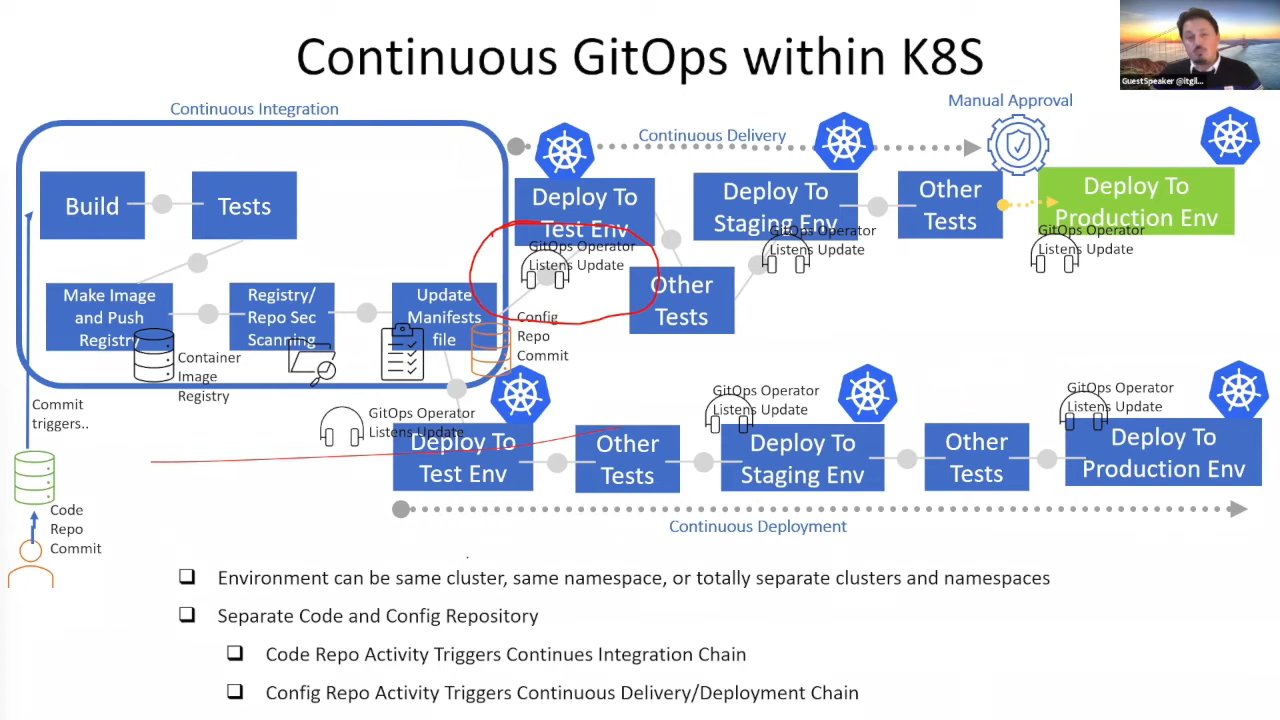 Continuous GitOps within K8S
GuestSpeaker @itgil...
Continuous Integration
Manual Approval
Continuous Delivery
Build
Tests
Deploy To
Test Env
Deploy To
Staging Env
Other
Tests
Deploy To
Production Env
GitOps Operator
Listens Update
GitOps Operator
Listens Update
GitOps Operator
Listens Update
Other
Tests
Make Image
and Push
Registry
Registry/
Repo Sec
Scanning
Update
Manifests
file
Config
Repo
Commit
Container
Image
Registry
Commit
triggers..
GitOps Operator
Listens Update
GitOps Operator
Listens Update
GitOps Operator
Listens Update
Deploy To
Test Env
Other
Tests
Deploy To
Staging Env
Other
Tests
Deploy To
Production Env
Code
Repo
Commit
Continuous Deployment
Environment can be same cluster, same namespace, or totally separate clusters and namespaces
Separate Code and Config Repository
Code Repo Activity Triggers Continues Integration Chain
Config Repo Activity Triggers Continuous Delivery/Deployment Chain